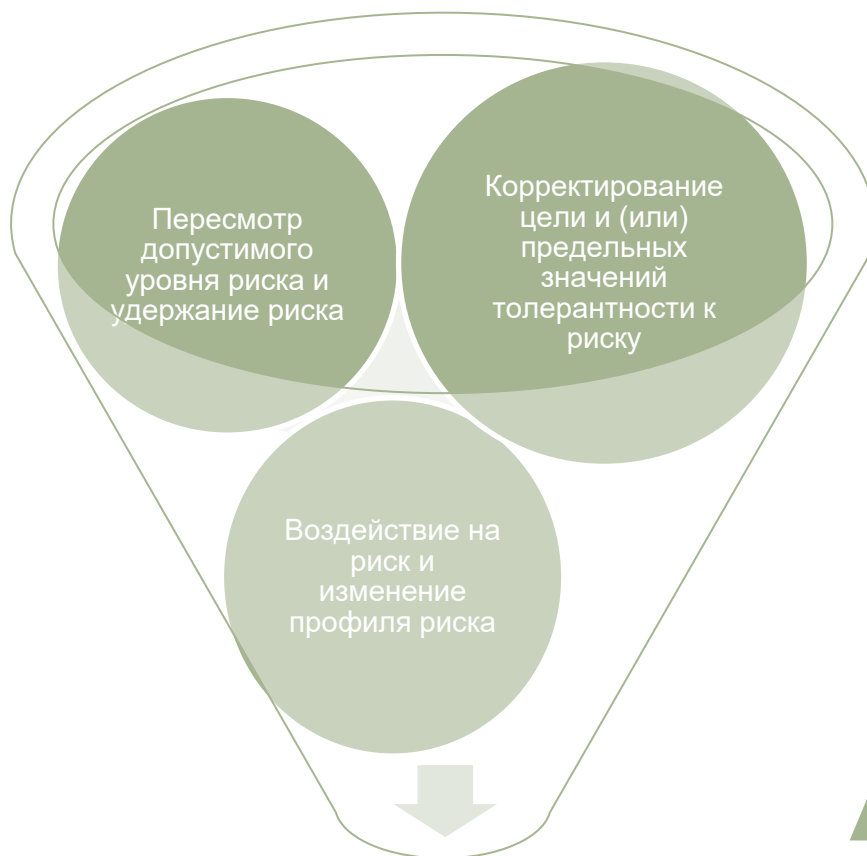 Пересмотр
допустимого
уровня риска и
удержание риска
Корректирование
цели и (или)
предельных
значений
толерантности к
риску
Воздействие на
риск и
изменение
профиля риска